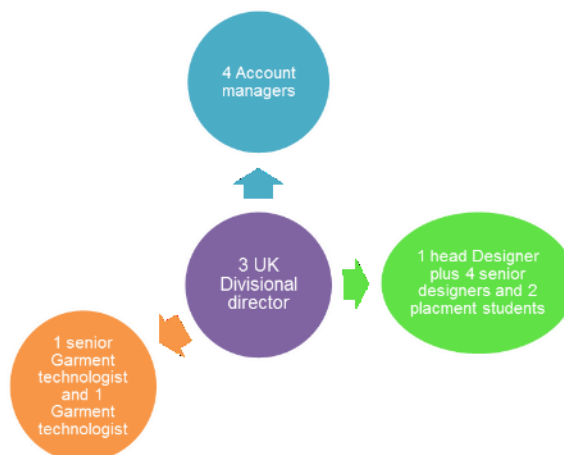 4 Account
managers
3 UK
Divisional
director
1 head Designer
plus 4 senior
designers and 2
placment students
1 senior
Garment
technologist
and 1
Garment
technologist